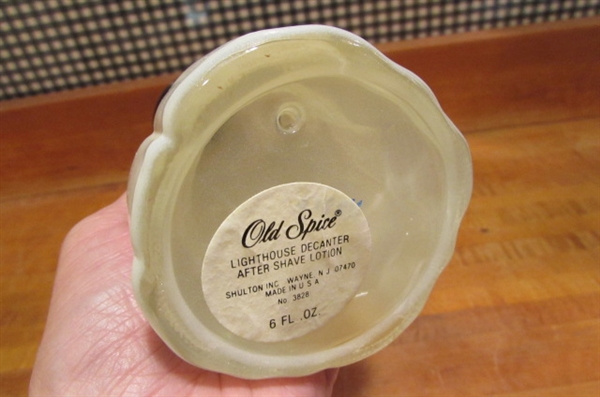 Old Spice®
LIGHTHOUSE DECANTER
AFTER SHAVE LOTION
SHULTON INC. WAYNE, N.J. 07470
MADE IN U S A
No. 3828
6 FL .OZ.